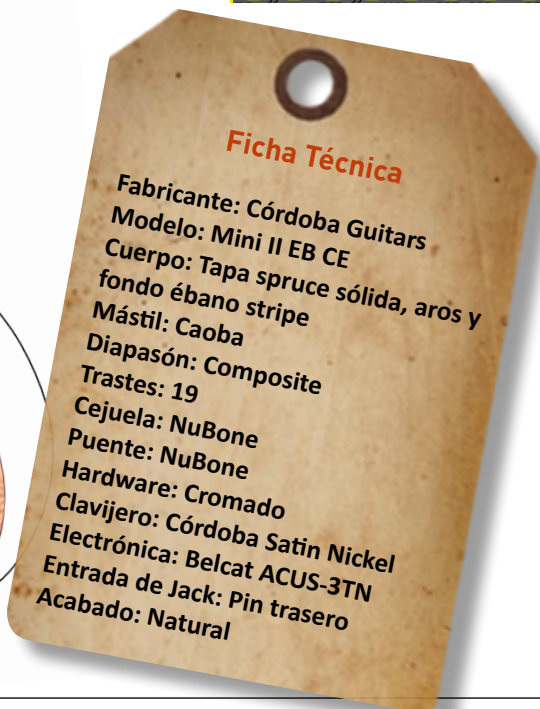 Ficha Técnica
Fabricante: Córdoba Guitars
Modelo: Mini II EB CE
Cuerpo: Tapa spruce sólida, aros y
fondo ébano stripe
Mástil: Caoba
Diapasón: Composite
Trastes: 19
Cejuela: NuBone
Puente: NuBone
Hardware: Cromado
Clavijero: Córdoba Satin Nickel
Electrónica: Belcat ACUS-3TN
Entrada de Jack: Pin trasero
Acabado: Natural